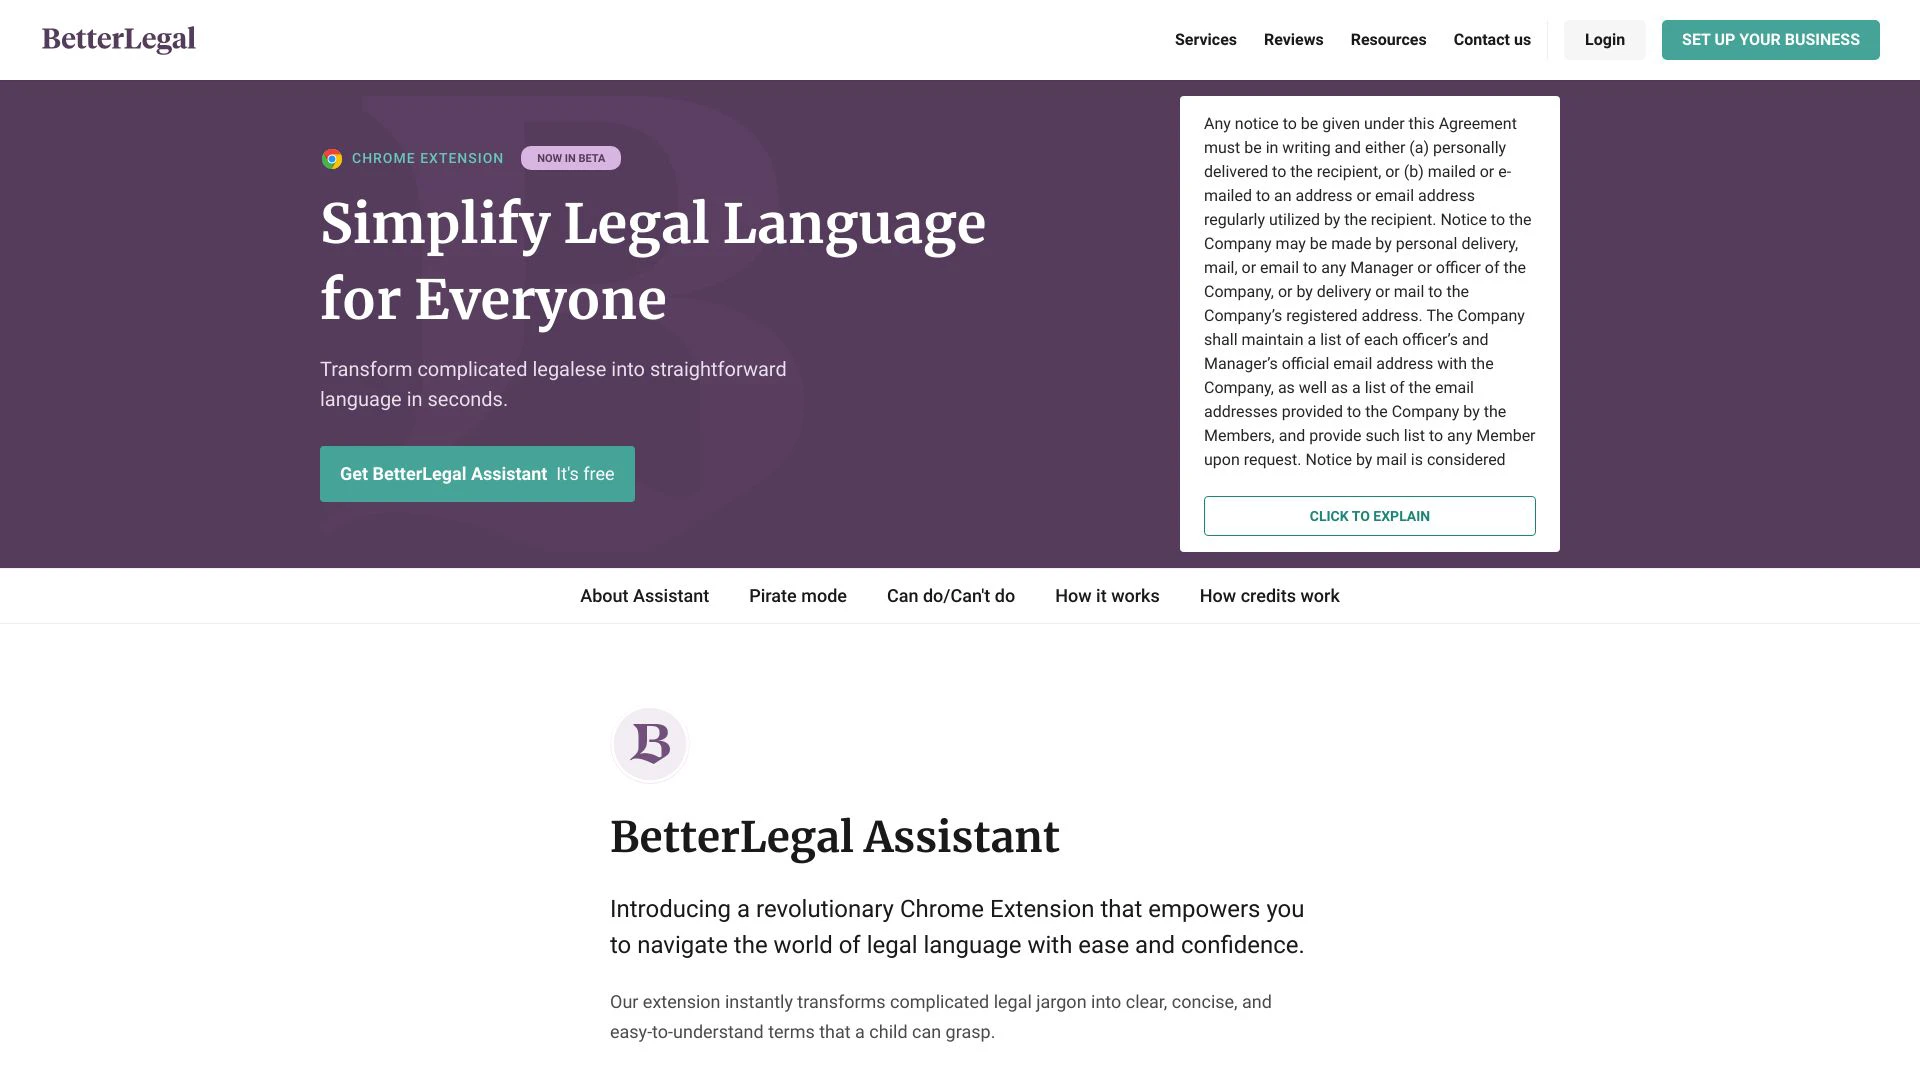 BetterLegal
Services
Reviews
Resources
Contact us
Login
SET UP YOUR BUSINESS
CHROME EXTENSION
NOW IN BETA
Simplify Legal Language
for Everyone
Transform complicated legalese into straightforward
language in seconds.
Get BetterLegal Assistant It's free
Any notice to be given under this Agreement
must be in writing and either (a) personally
delivered to the recipient, or (b) mailed or e-
mailed to an address or email address
regularly utilized by the recipient. Notice to the
Company may be made by personal delivery,
mail, or email to any Manager or officer of the
Company, or by delivery or mail to the
Company’s registered address. The Company
shall maintain a list of each officer’s and
Manager’s official email address with the
Company, as well as a list of the email
addresses provided to the Company by the
Members, and provide such list to any Member
upon request. Notice by mail is considered
CLICK TO EXPLAIN
About Assistant
Pirate mode
Can do/Can't do
How it works
How credits work
B
BetterLegal Assistant
Introducing a revolutionary Chrome Extension that empowers you
to navigate the world of legal language with ease and confidence.
Our extension instantly transforms complicated legal jargon into clear, concise, and
easy-to-understand terms that a child can grasp.